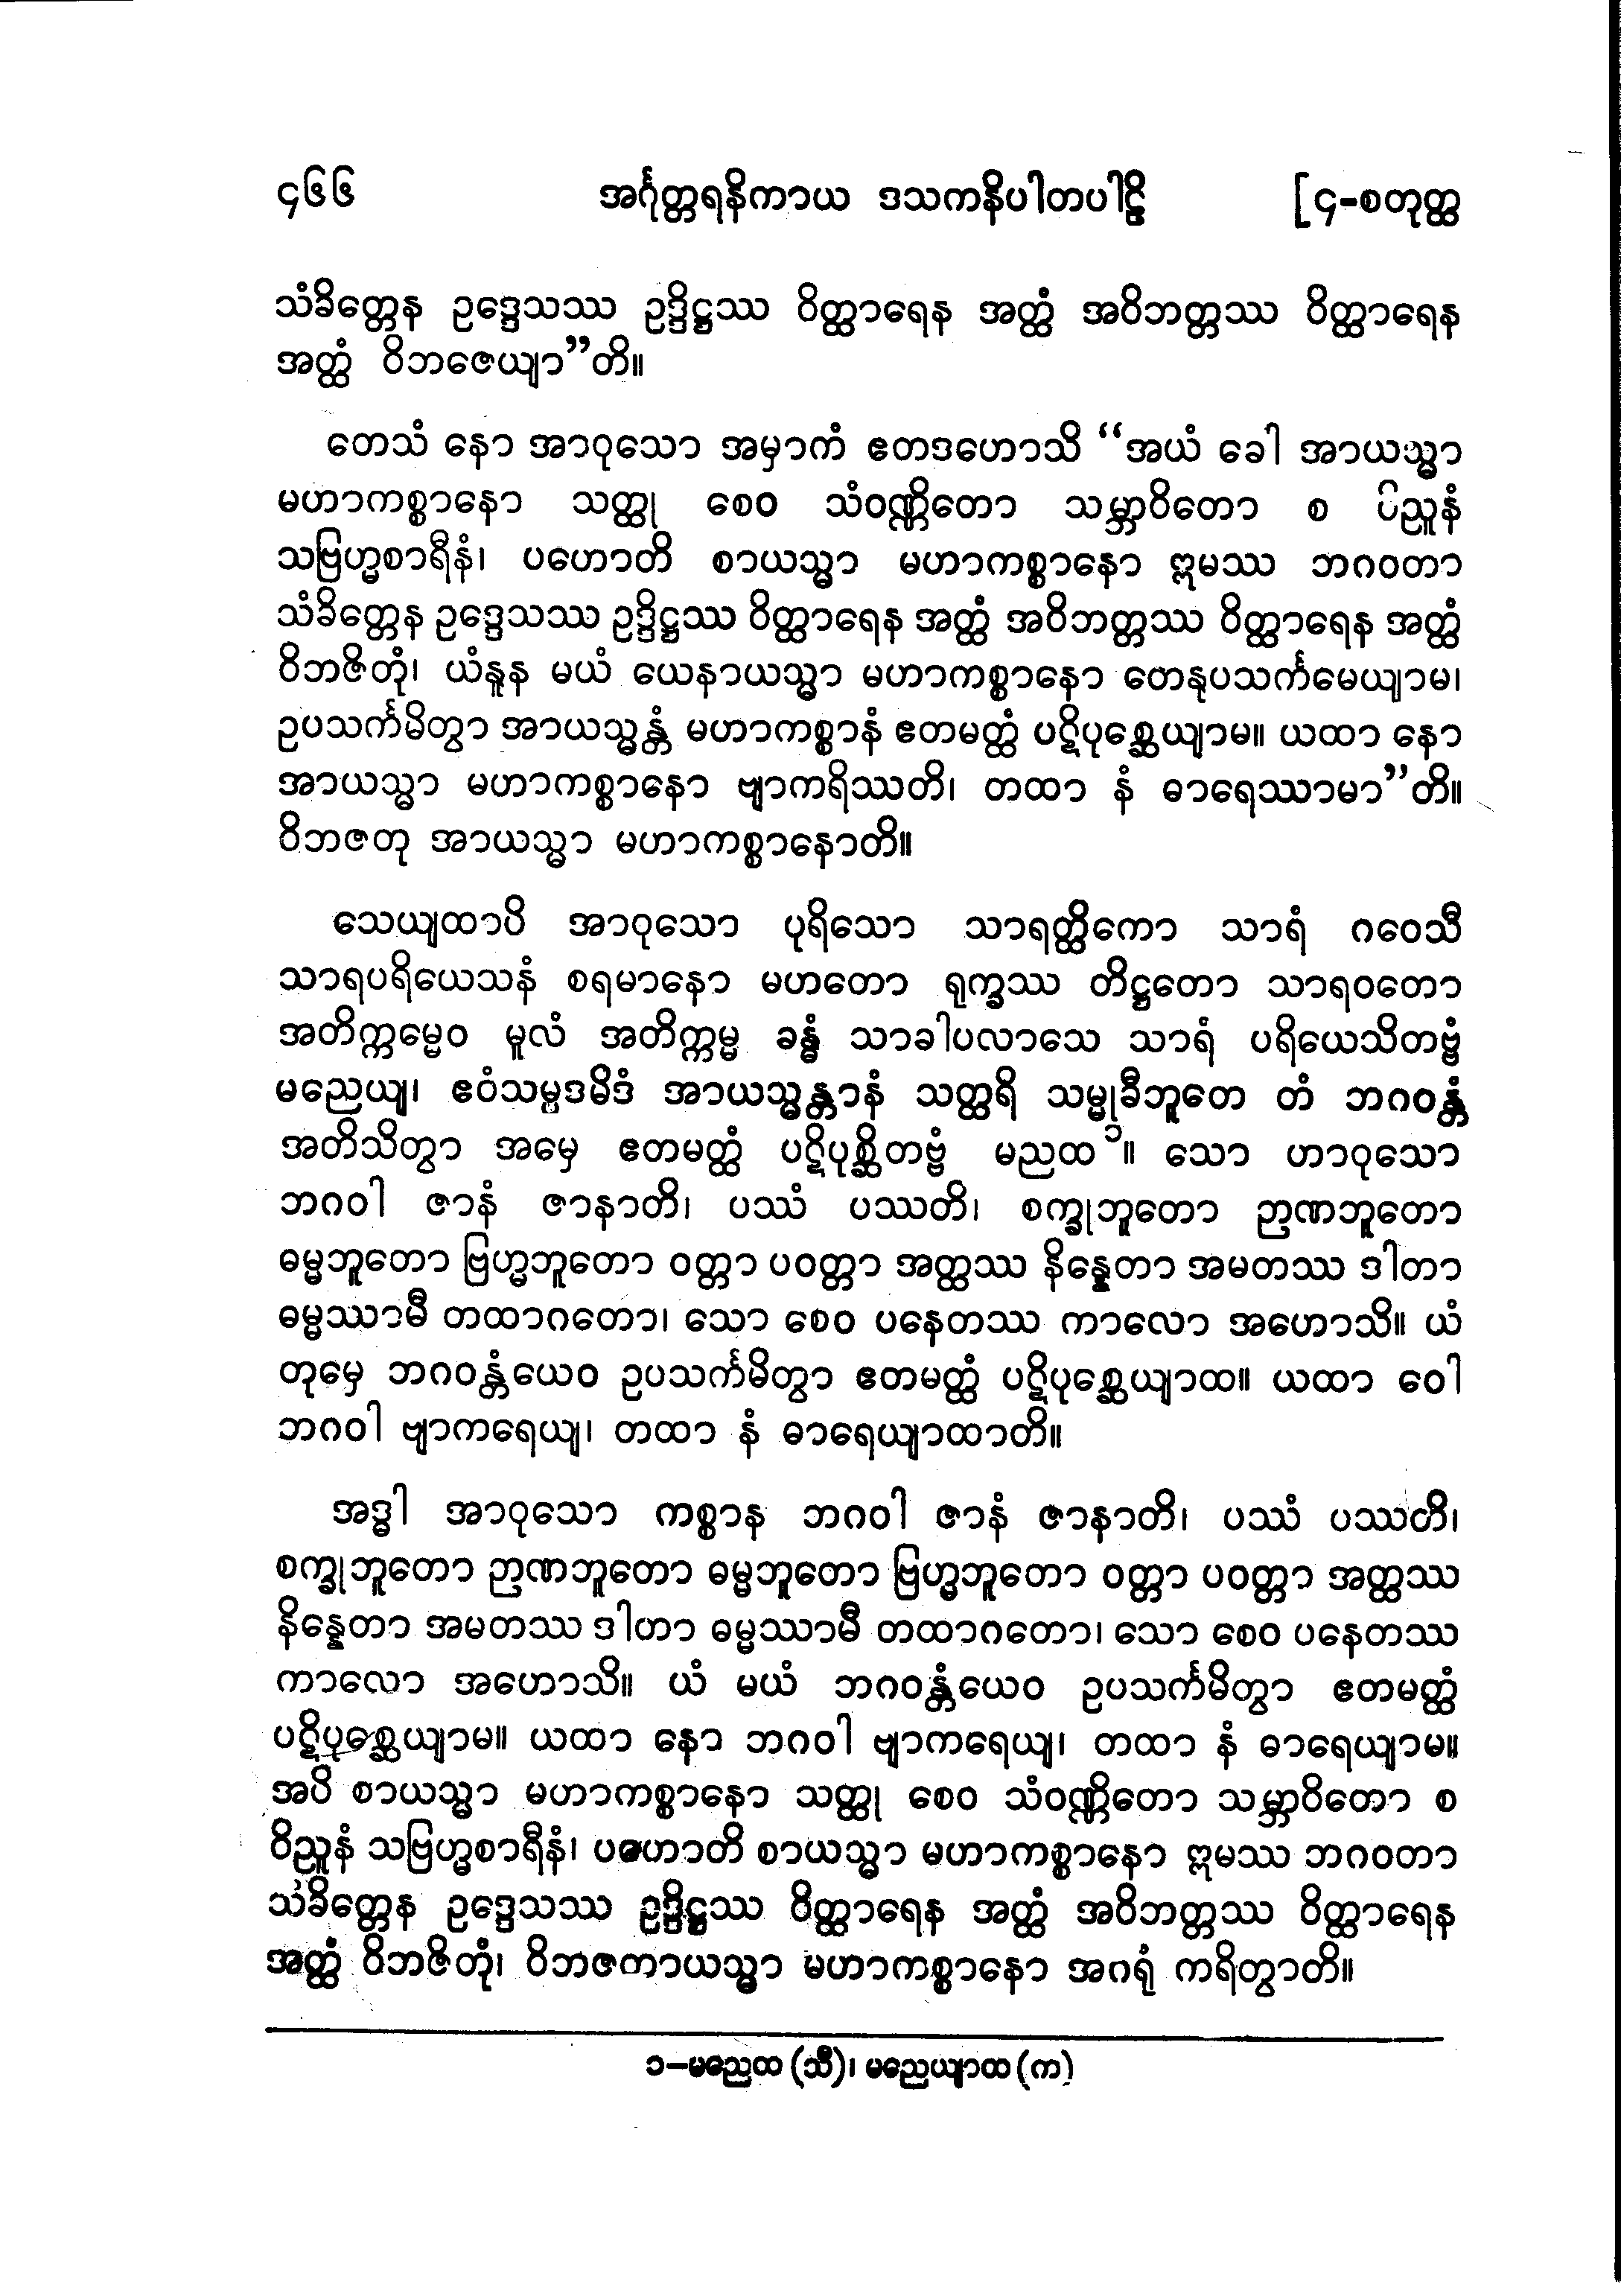 ၄၆၆ အင်္ဂုတ္တရနိကာယ ဒသကနိပါတပါဠိ [၄-စတုတ္ထ
သံခိတ္တေန ဥဒ္ဒေသဿ ဥဒ္ဒိဋ္ဌဿ ဝိတ္ထာရေန အတ္ထံ အဝိဘတ္တဿ ဝိတ္ထာရေန
အတ္ထံ ဝိဘဇေယျာ”တိ။
တေသံ နော အာဝုသော အမှာကံ ဧတဒဟောသိ “အယံ ခေါ အာယသ္မာ
မဟာကစ္စာနော သတ္ထု စေဝ သံဝဏ္ဏိတော သမ္ဘာဝိတော စ ဝိညူနံ
သဗြဟ္မစာရီနံ၊ ပဟောတိ စာယသ္မာ မဟာကစ္စာနော ဣမဿ ဘဂဝတာ
သံခိတ္တေန ဥဒ္ဒေသဿ ဥဒ္ဒိဋ္ဌဿ ဝိတ္ထာရေန အတ္ထံ အဝိဘတ္တဿ ဝိတ္ထာရေန အတ္ထံ
ဝိဘဇိတုံ၊ ယံနူန မယံ ယေနာယသ္မာ မဟာကစ္စာနော တေနုပသင်္ကမေယျာမ၊
ဥပသင်္ကမိတွာ အာယသ္မန္တံ မဟာကစ္စာနံ ဧတမတ္ထံ ပဋိပုစ္ဆေယျာမ။ ယထာ နော
အာယသ္မာ မဟာကစ္စာနော ဗျာကရိဿတိ၊ တထာ နံ ဓာရေဿာမာ”တိ။
ဝိဘဇတု အာယသ္မာ မဟာကစ္စာနောတိ။
သေယျထာပိ အာဝုသော ပုရိသော သာရတ္ထိကော သာရံ ဂဝေသီ
သာရပရိယေသနံ စရမာနော မဟတော ရုက္ခဿ တိဋ္ဌတော သာရဝတော
အတိက္ကမ္မေဝ မူလံ အတိက္ကမ္မ ခန္ဓံ သာခါပလာသေ သာရံ ပရိယေသိတဗ္ဗံ
မညေယျ၊ ဧဝံသမ္ပဒမိဒံ အာယသ္မန္တာနံ သတ္ထရိ သမ္မုခီဘူတေ တံ ဘဂဝန္တံ
အတိသိတွာ အမှေ ဧတမတ္ထံ ပဋိပုစ္ဆိတဗ္ဗံ မညထ၁။ သော ဟာဝုသော
ဘဂဝါ ဇာနံ ဇာနာတိ၊ ပဿံ ပဿတိ၊ စက္ခုဘူတော ဉာဏဘူတော
ဓမ္မဘူတော ဗြဟ္မဘူတော ဝတ္တာ ပဝတ္တာ အတ္ထဿ နိန္နေတာ အမတဿ ဒါတာ
ဓမ္မဿာမီ တထာဂတော၊ သော စေဝ ပနေတဿ ကာလော အဟောသိ။ ယံ
တုမှေ ဘဂဝန္တံယေဝ ဥပသင်္ကမိတွာ ဧတမတ္ထံ ပဋိပုစ္ဆေယျာထ။ ယထာ ဝေါ
ဘဂဝါ ဗျာကရေယျ၊ တထာ နံ ဓာရေယျာထာတိ။
အဒ္ဓါ အာဝုသော ကစ္စာန ဘဂဝါ ဇာနံ ဇာနာတိ၊ ပဿံ ပဿတိ၊
စက္ခုဘူတော ဉာဏဘူတော ဓမ္မဘူတော ဗြဟ္မဘူတော ဝတ္တာ ပဝတ္တာ အတ္ထဿ
နိန္နေတာ အမတဿ ဒါတာ ဓမ္မဿာမီ တထာဂတော၊ သော စေဝ ပနေတဿ
ကာလော အဟောသိ။ ယံ မယံ ဘဂဝန္တံယေဝ ဥပသင်္ကမိတွာ ဧတမတ္ထံ
ပဋိပုစ္ဆေယျာမ။ ယထာ နော ဘဂဝါ ဗျာကရေယျ၊ တထာ နံ ဓာရေယျာမ။
အပိ စာယသ္မာ မဟာကစ္စာနော သတ္ထု စေဝ သံဝဏ္ဏိတော သမ္ဘာဝိတော စ
ဝိညူနံ သဗြဟ္မစာရီနံ၊ ပဟောတိ စာယသ္မာ မဟာကစ္စာနော ဣမဿ ဘဂဝတာ
သံခိတ္တေန ဥဒ္ဒေသဿ ဥဒ္ဒိဋ္ဌဿ ဝိတ္ထာရေန အတ္ထံ အဝိဘတ္တဿ ဝိတ္ထာရေန
အတ္ထံ ဝိဘဇိတုံ၊ ဝိဘဇကာယသ္မာ မဟာကစ္စာနော အဂရုံ ကရိတွာတိ။
၁-မညေထ (သီ)၊ မညေယျာထ (က)